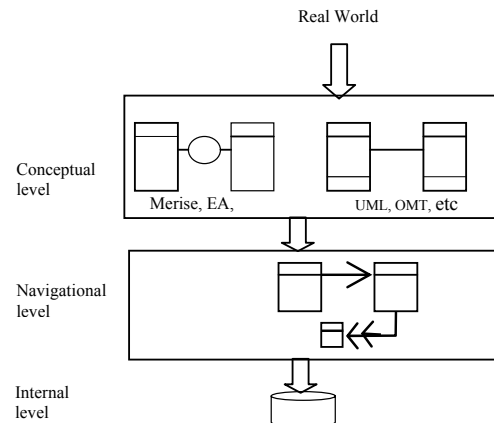 Real World
Conceptual
level
Merise, EA,
UML, OMT, etc
Navigational
level
Internal
level